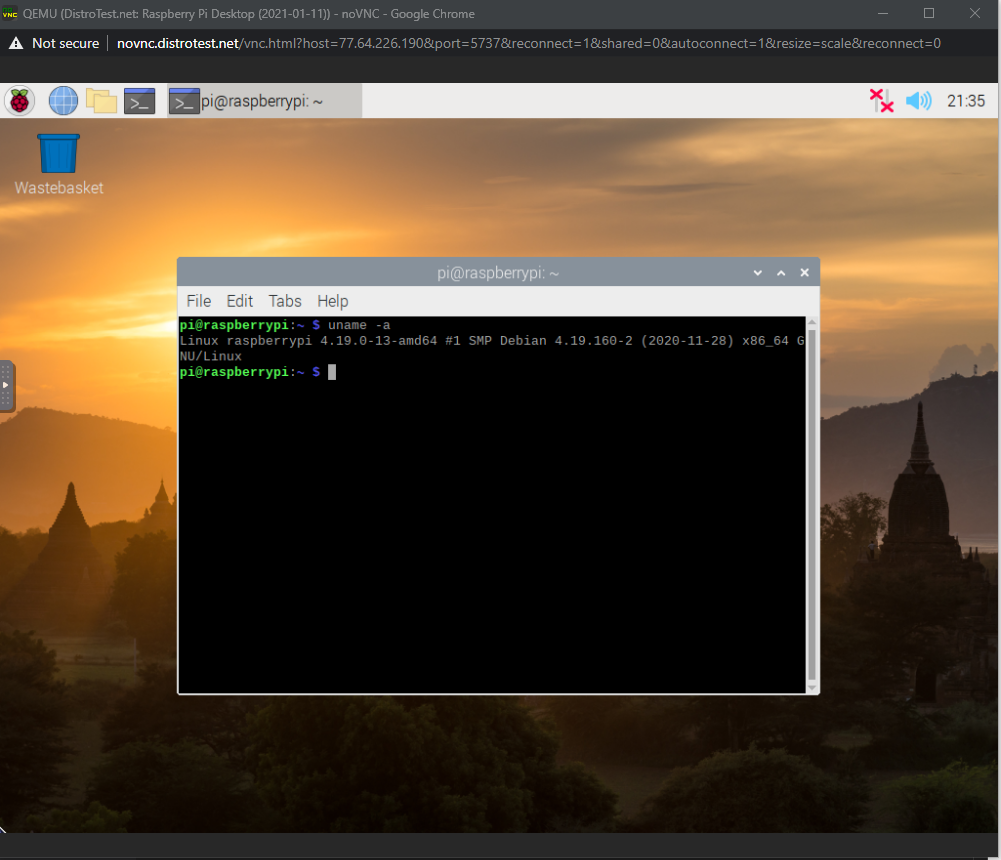 QEMU (DistroTest.net: Raspberry Pi Desktop (2021-01-11)) - noVNC - Google Chrome
Not secure | novnc.distrotest.net/vnc.html?host=77.64.226.190&port=5737&reconnect=1&shared=0&autoconnect=1&resize=scale&reconnect=0
pi@raspberrypi: ~ 21:35
Wastebasket
pi@raspberrypi: ~
File Edit Tabs Help
pi@raspberrypi:~ $ uname -a
Linux raspberrypi 4.19.0-13-amd64 #1 SMP Debian 4.19.160-2 (2020-11-28) x86_64 G
NU/Linux
pi@raspberrypi:~ $